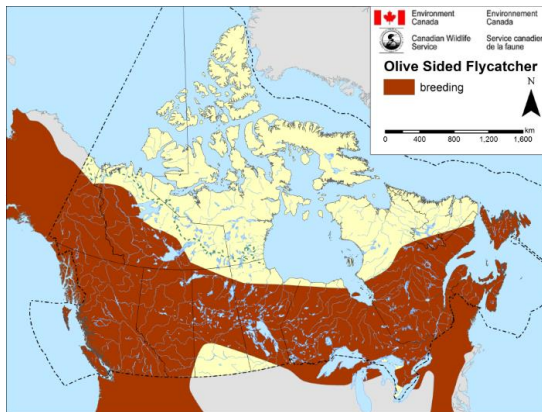 Environment
Canada
Environnement
Canada
Canadian Wildlife
Service
Service canadien
de la faune
Olive Sided Flycatcher
breeding
N
km
0 200 400 800 1,200 1,600